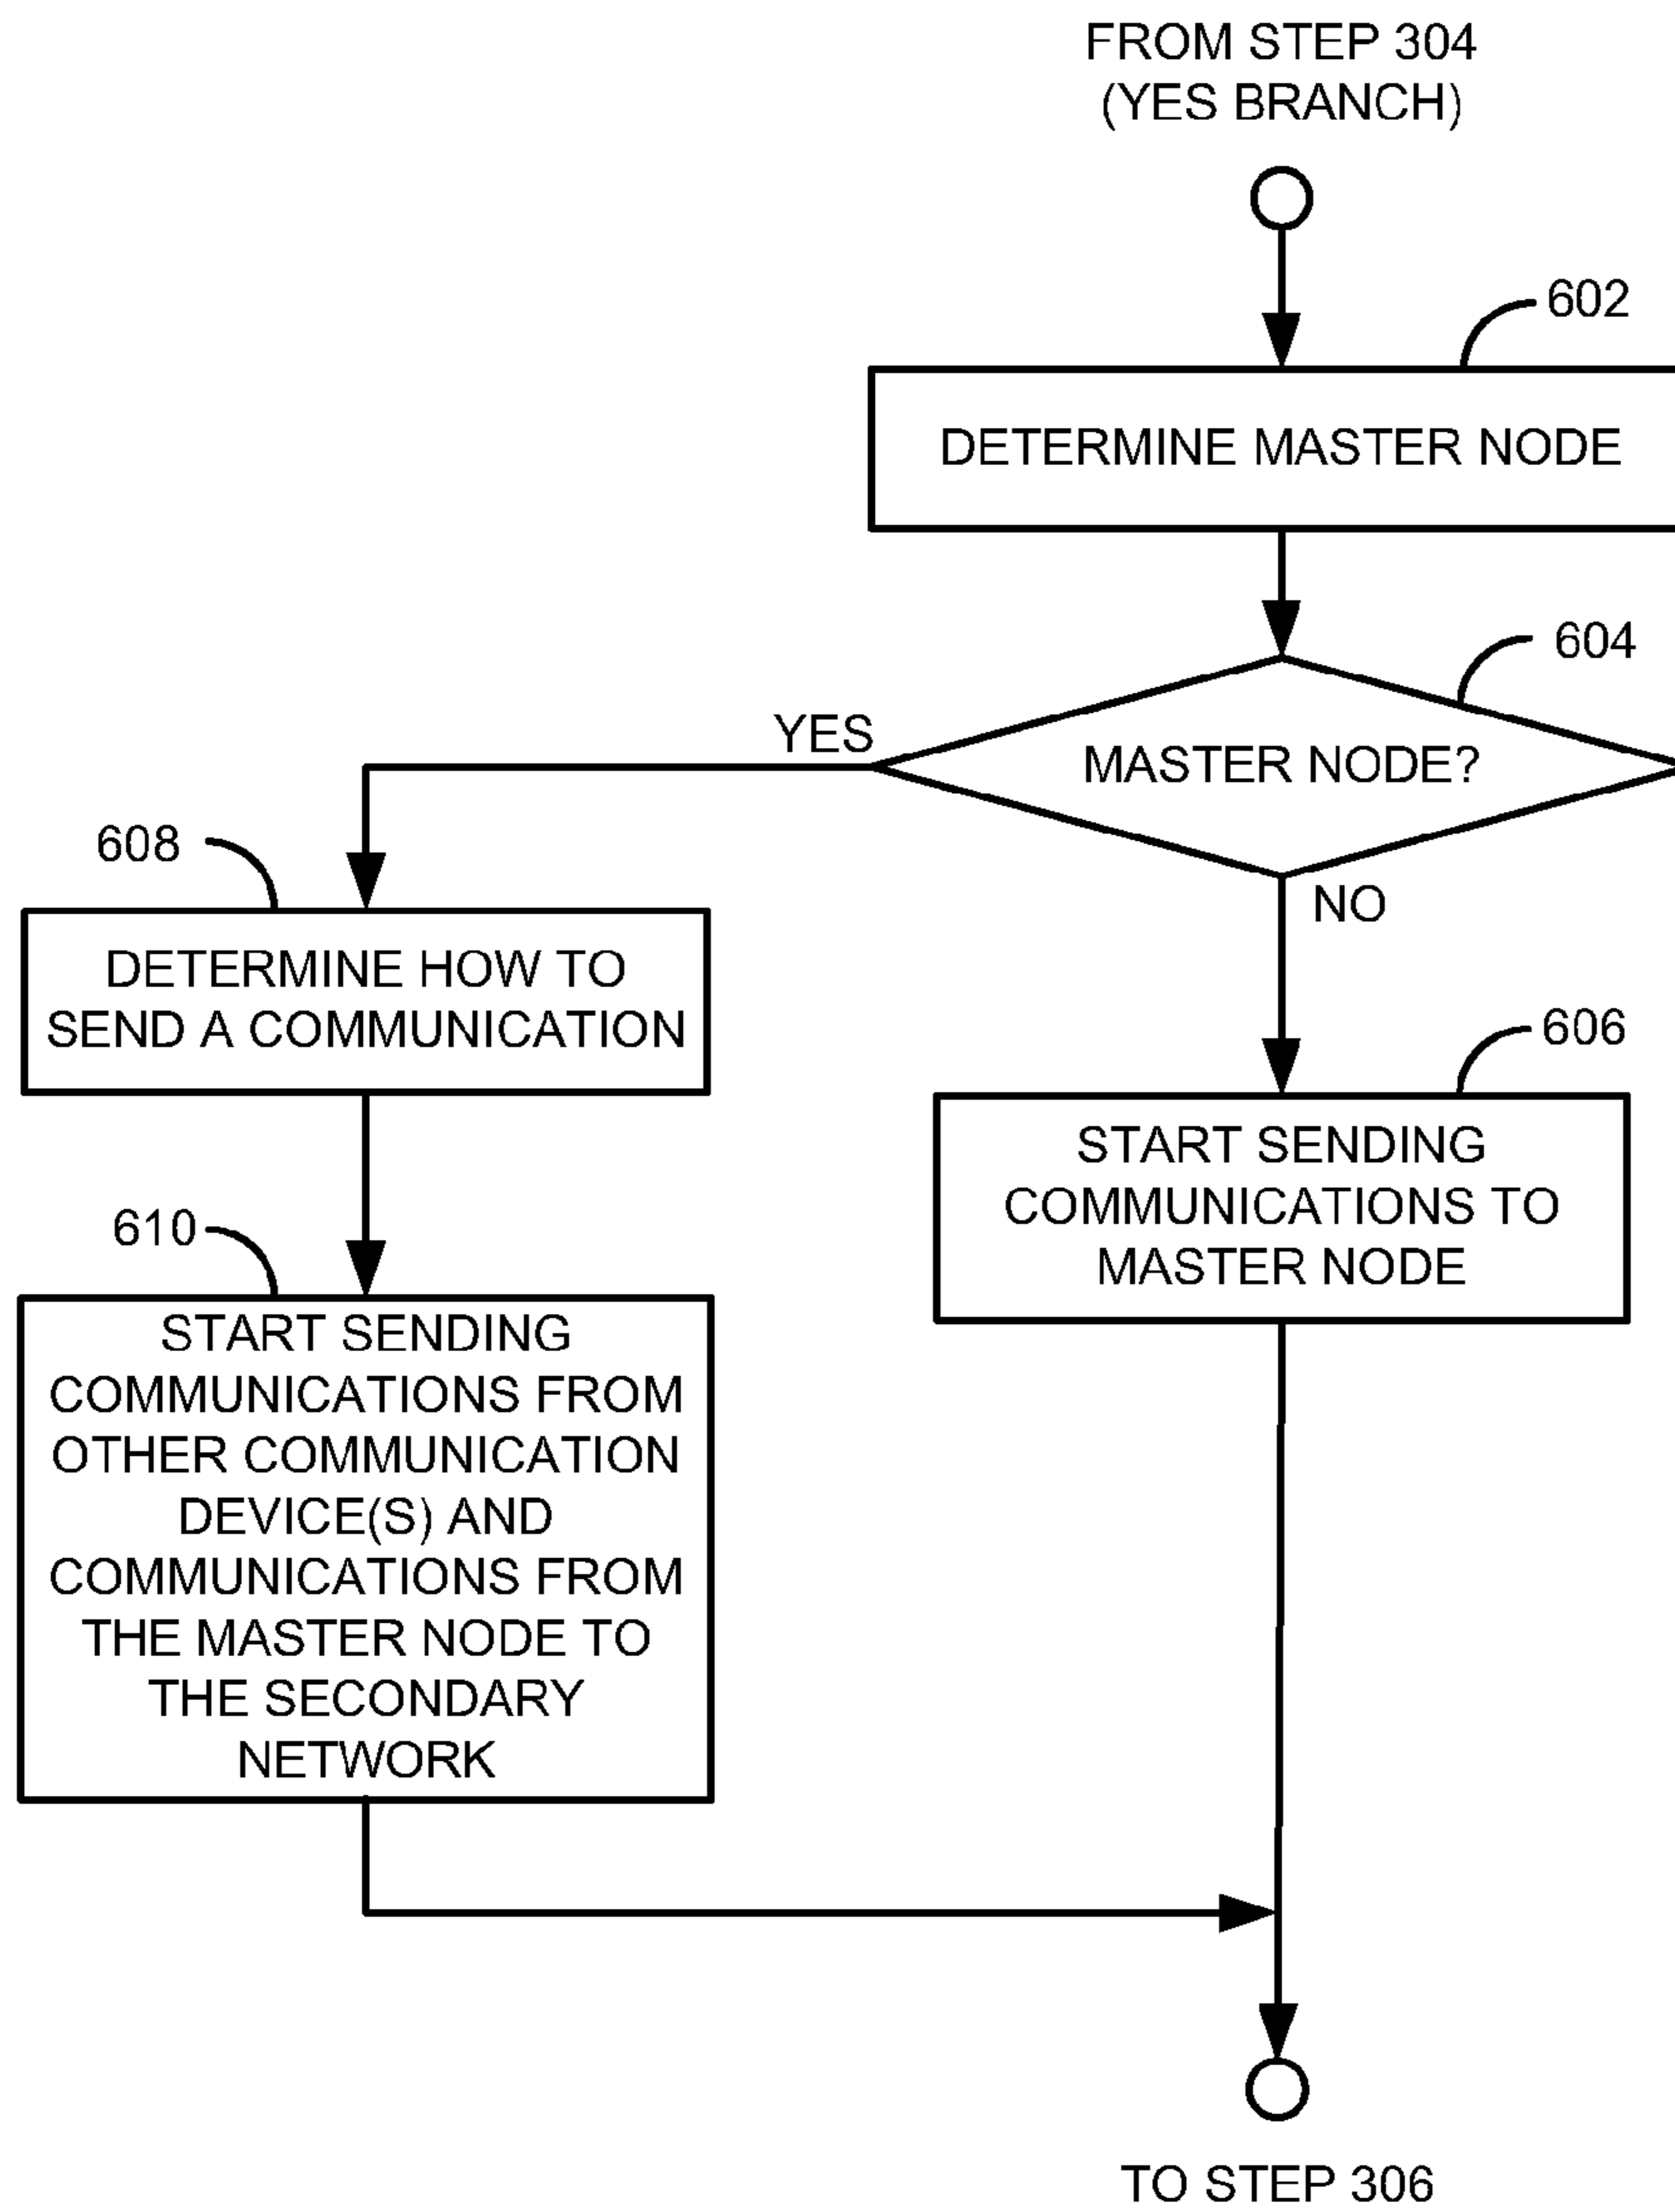 FROM STEP 304
(YES BRANCH)
602
DETERMINE MASTER NODE
604
MASTER NODE?
YES
NO
608
DETERMINE HOW TO
SEND A COMMUNICATION
606
START SENDING
COMMUNICATIONS TO
MASTER NODE
610
START SENDING
COMMUNICATIONS FROM
OTHER COMMUNICATION
DEVICE(S) AND
COMMUNICATIONS FROM
THE MASTER NODE TO
THE SECONDARY
NETWORK
TO STEP 306